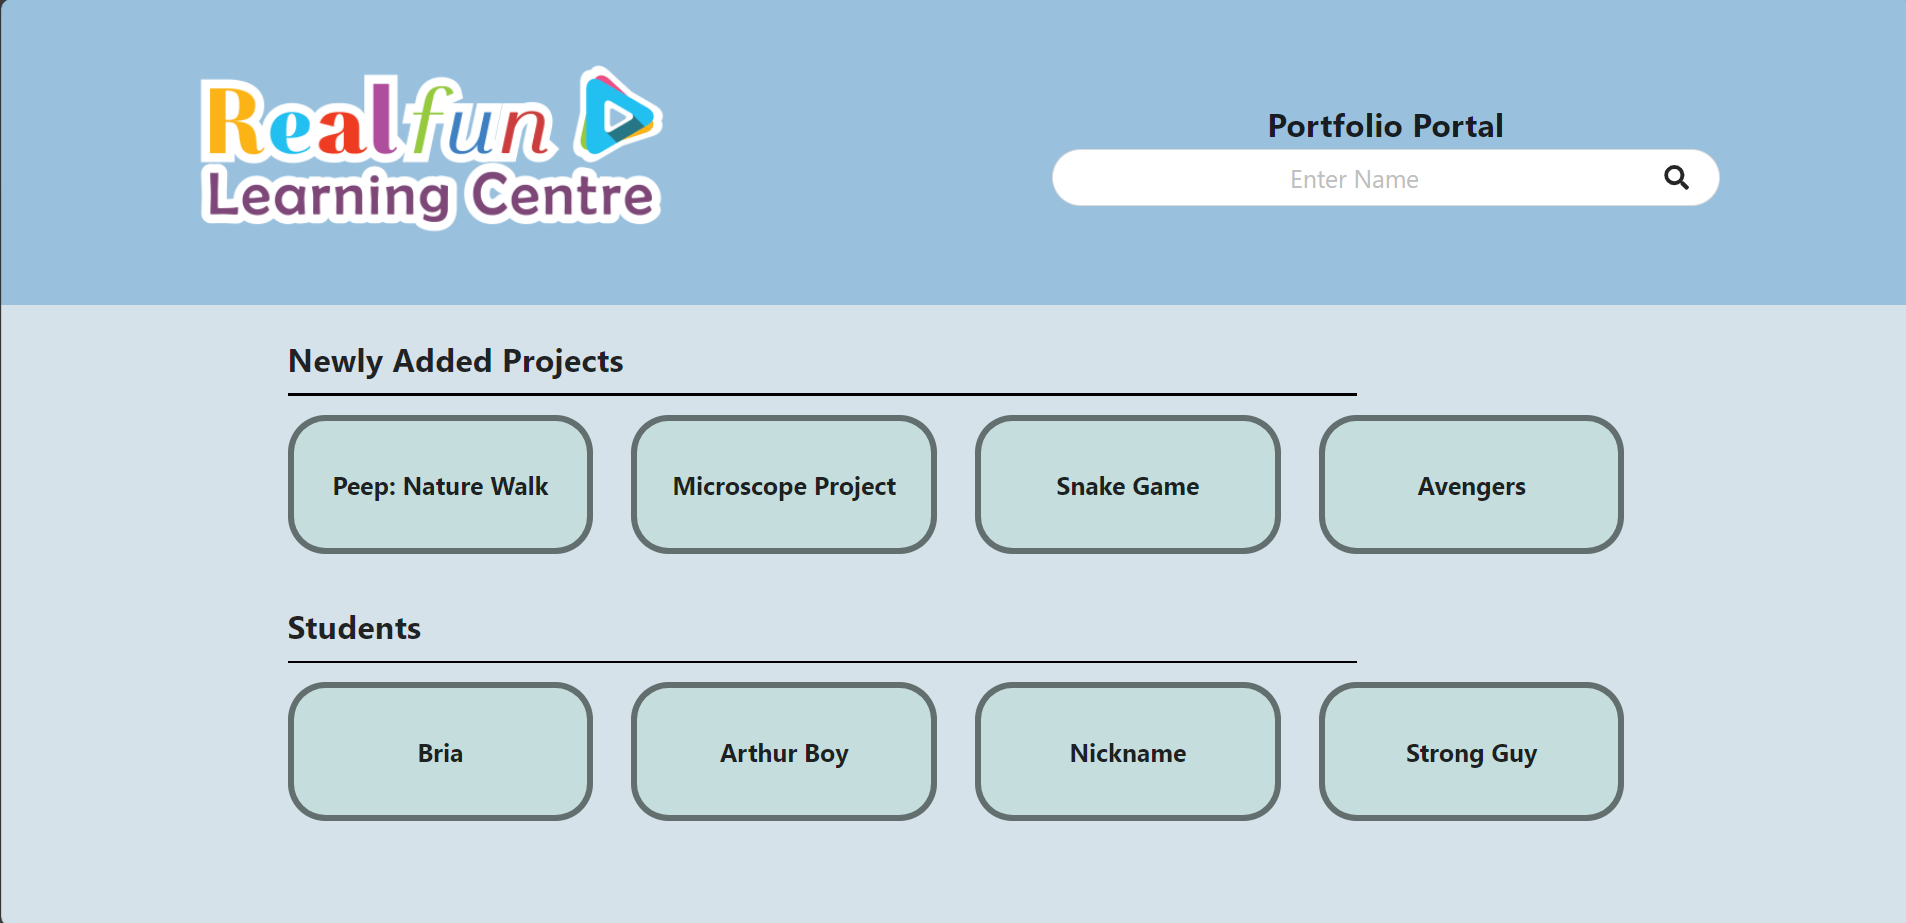 Realfun
Learning Centre
Portfolio Portal
Enter Name
Newly Added Projects
Peep: Nature Walk
Microscope Project
Snake Game
Avengers
Students
Bria
Arthur Boy
Nickname
Strong Guy